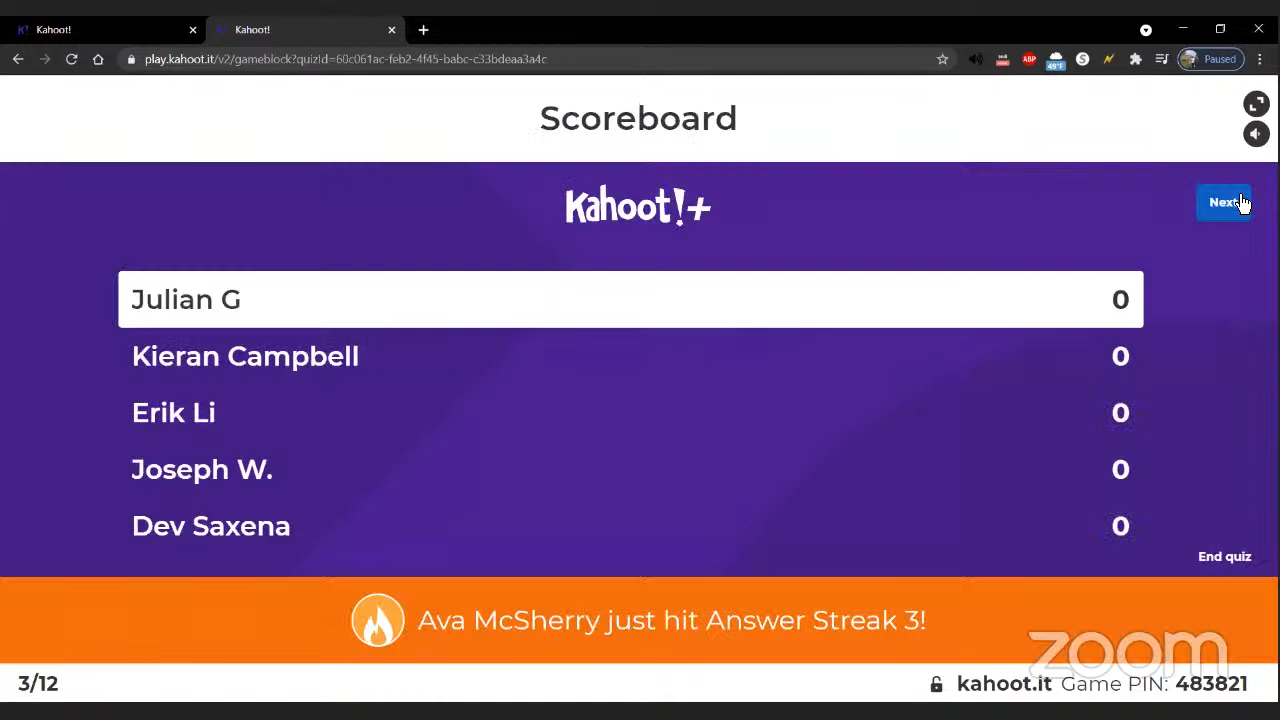 Kahoot!
Kahoot!
play.kahoot.it/v2/gameblock?quizId=60c061ac-feb2-4f45-babc-c33bdeaa3a4c
ABP
49°F
S
Paused
Scoreboard
Kahoot!+
Next
Julian G 0
Kieran Campbell 0
Erik Li 0
Joseph W. 0
Dev Saxena 0
End quiz
Ava McSherry just hit Answer Streak 3!
zoom
3/12
kahoot.it Game PIN: 483821